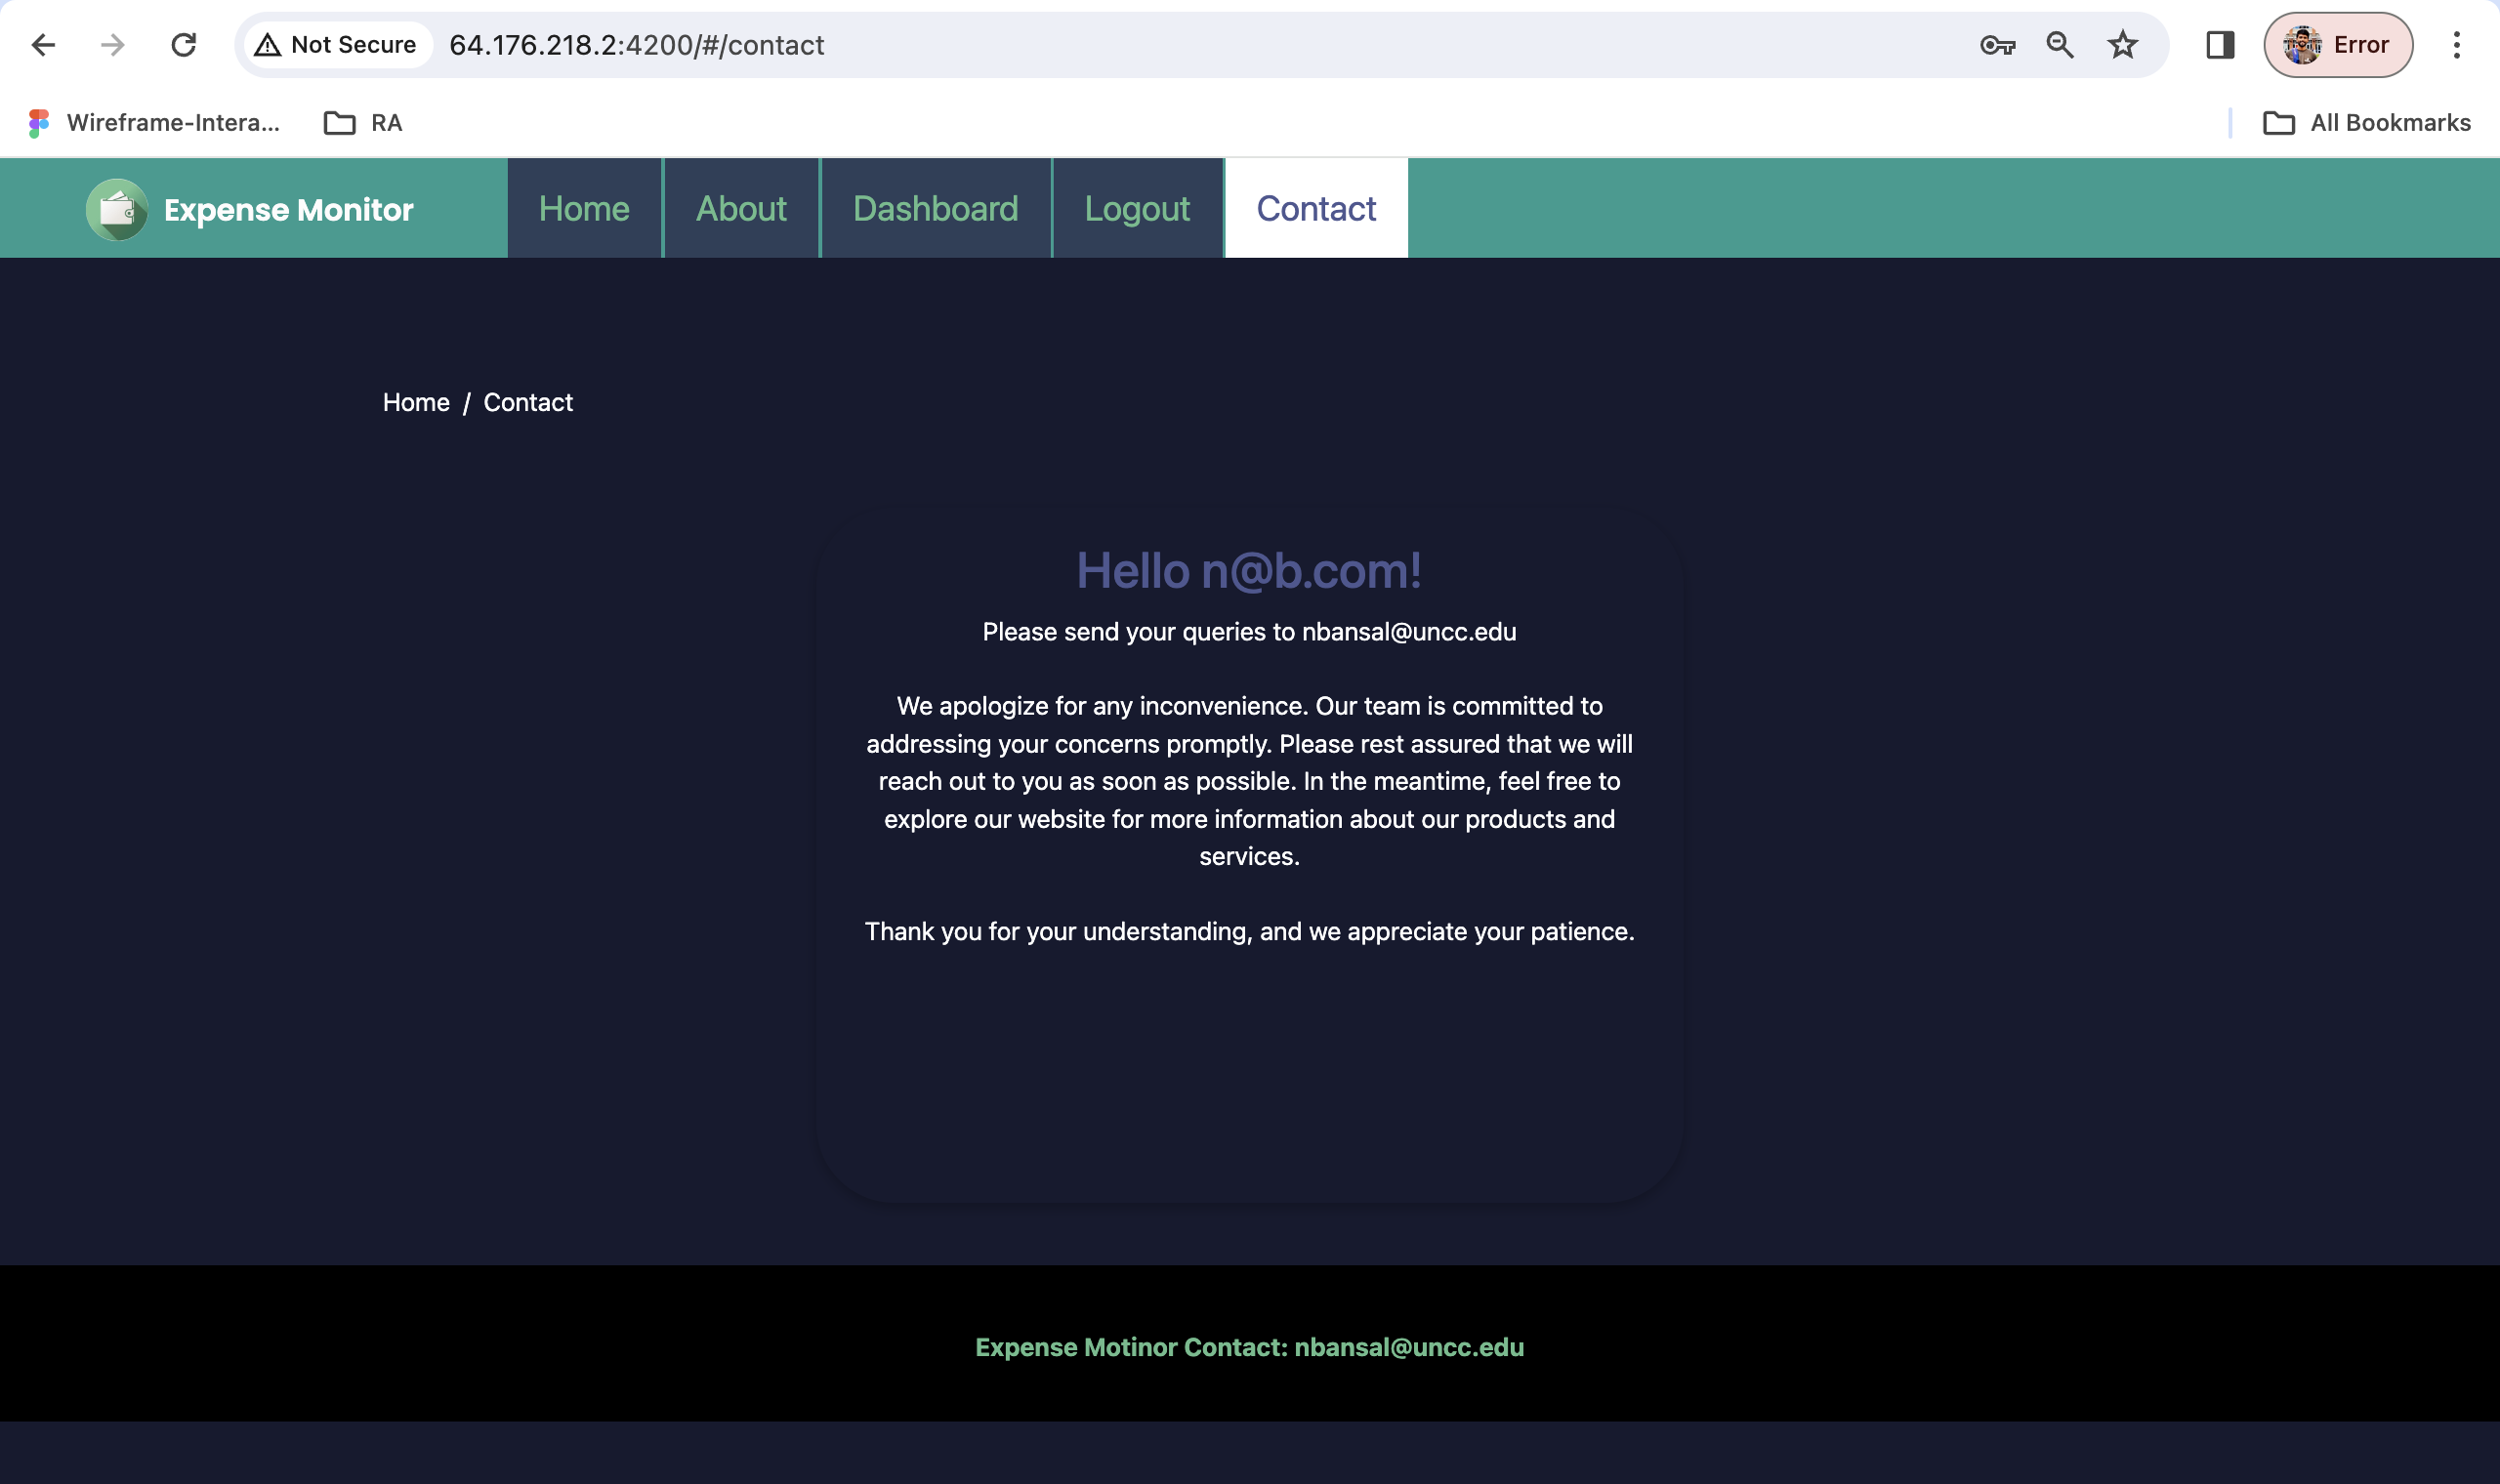 Not Secure 64.176.218.2:4200/#/contact Error
Wireframe-Intera... RA All Bookmarks
Expense Monitor Home About Dashboard Logout Contact
Home / Contact
Hello n@b.com!
Please send your queries to nbansal@uncc.edu
We apologize for any inconvenience. Our team is committed to
addressing your concerns promptly. Please rest assured that we will
reach out to you as soon as possible. In the meantime, feel free to
explore our website for more information about our products and
services.
Thank you for your understanding, and we appreciate your patience.
Expense Motinor Contact: nbansal@uncc.edu